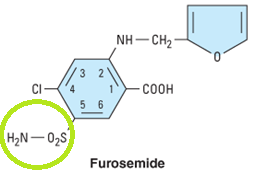 NH—CH₂
O
3 2
Cl 4 1 COOH
5 6
H₂N—O₂S
Furosemide